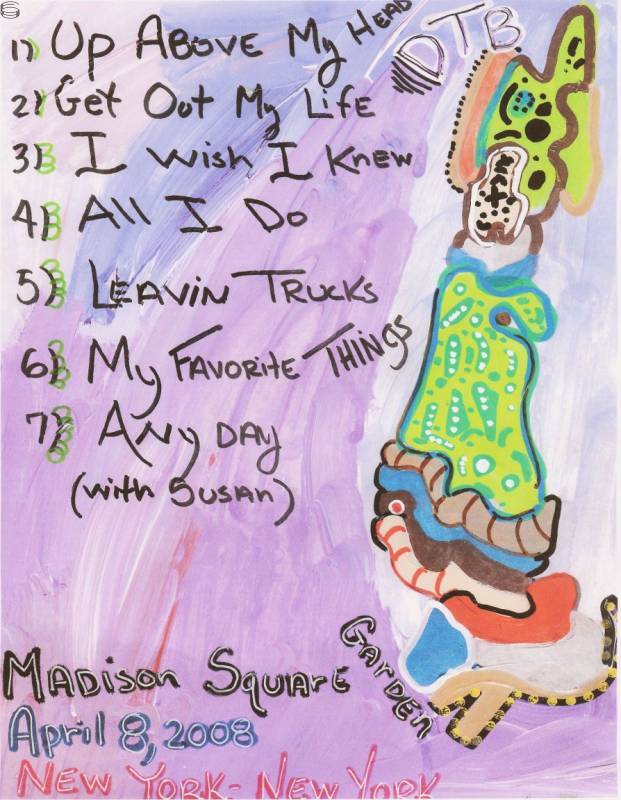 DTB
1) Up Above My Head
2) Get Out My Life
3) I Wish I Knew
4) All I Do
5) Leavin Trucks
6) My Favorite Things
7) Any Day
(with Susan)
Madison Square Garden
April 8, 2008
New York - New York